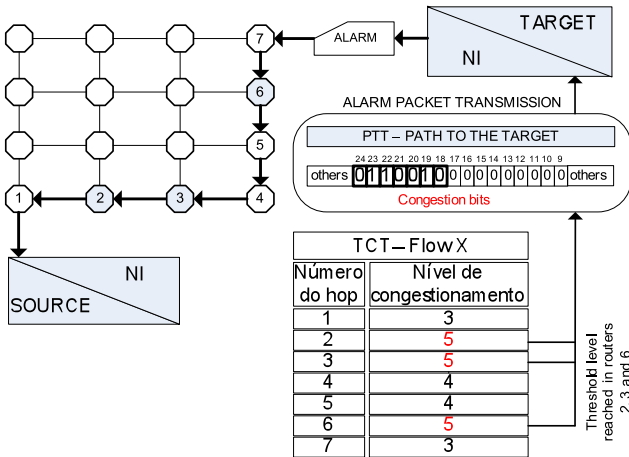 7
ALARM
TARGET
NI
6
ALARM PACKET TRANSMISSION
PTT – PATH TO THE TARGET
5
24 23 22 21 20 19 18 17 16 15 14 13 12 11 10 9
others 0 1 1 0 0 1 0 0 0 0 0 0 0 0 0 0 others
Congestion bits
1
2
3
4
NI
SOURCE
TCT – Flow X
Número do hop
Nível de congestionamento
1 3
2 5
3 5
4 4
5 4
6 5
7 3
Threshold level
reached in routers
2, 3 and 6